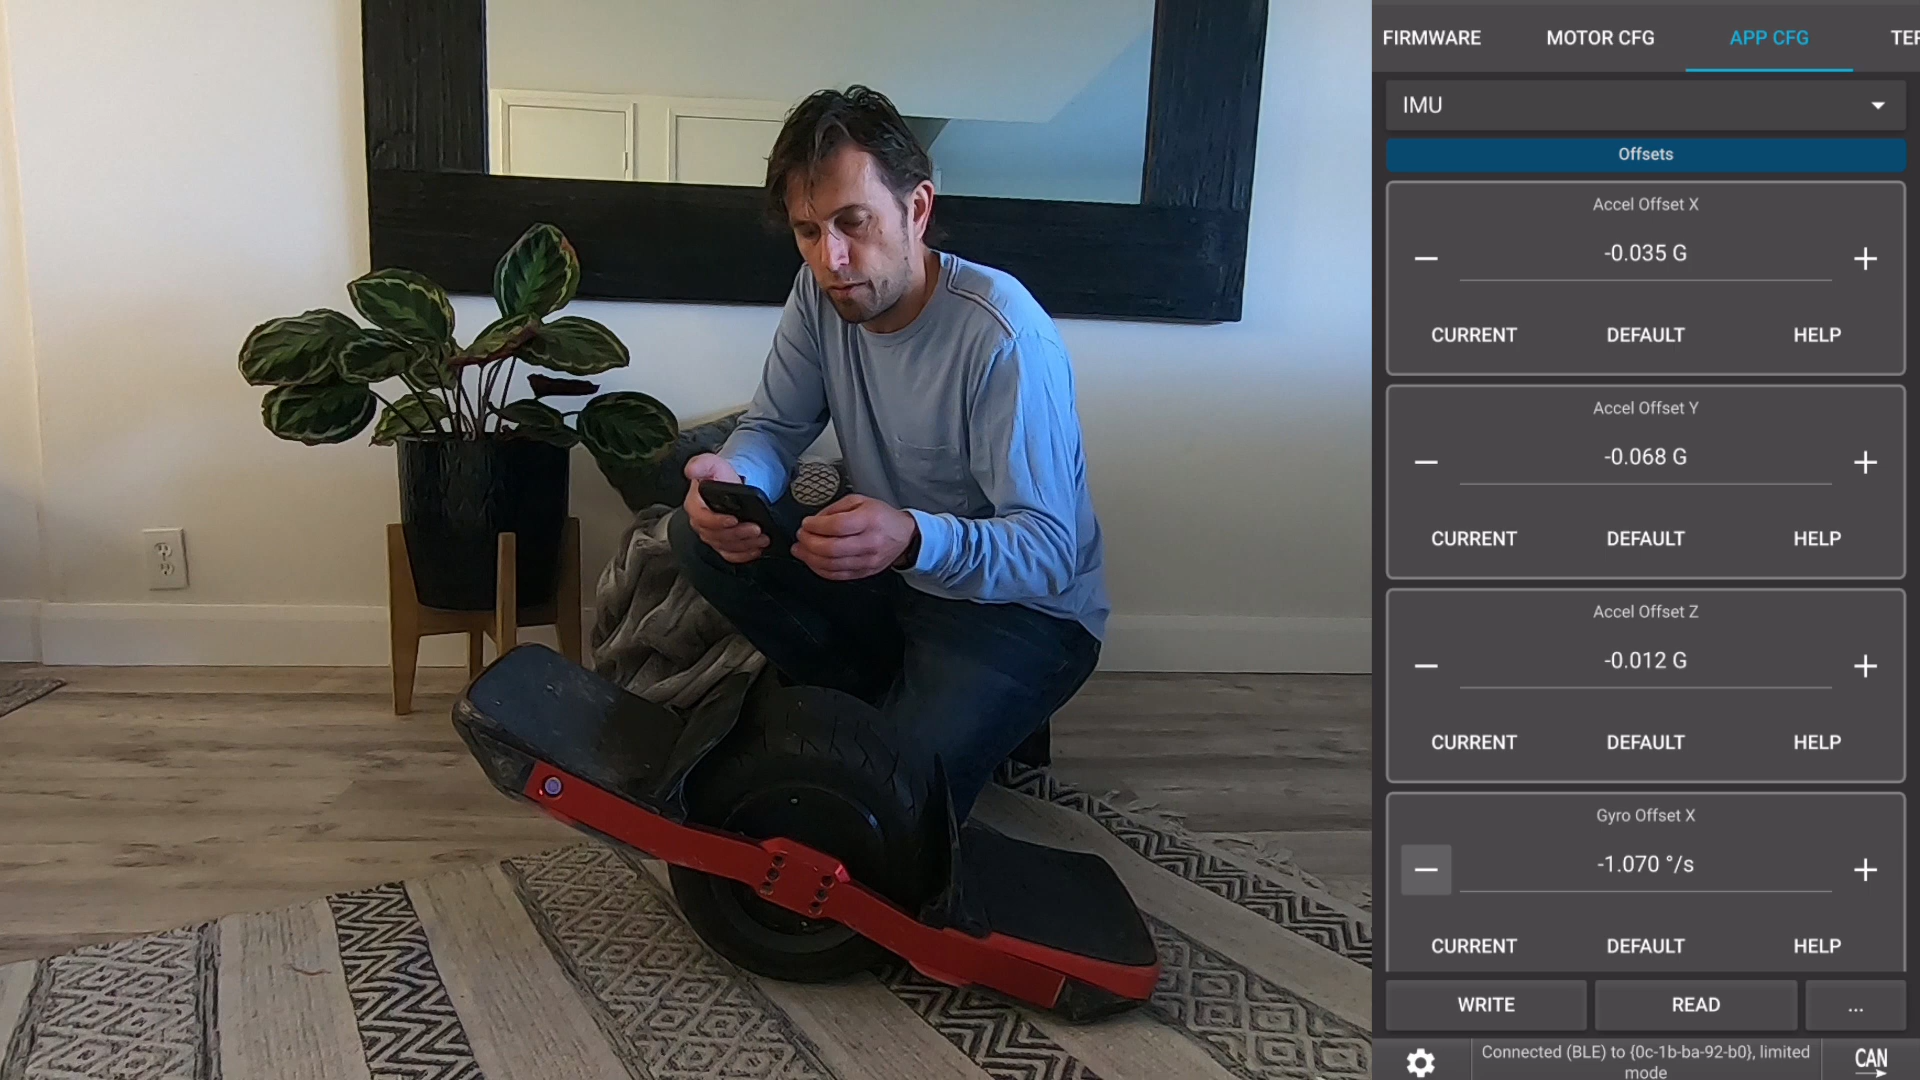 FIRMWARE MOTOR CFG APP CFG TER
IMU
Offsets
Accel Offset X
-0.035 G
CURRENT DEFAULT HELP
Accel Offset Y
-0.068 G
CURRENT DEFAULT HELP
Accel Offset Z
-0.012 G
CURRENT DEFAULT HELP
Gyro Offset X
-1.070 °/s
CURRENT DEFAULT HELP
WRITE READ ...
Connected (BLE) to {0c-1b-ba-92-b0}, limited
mode
CAN